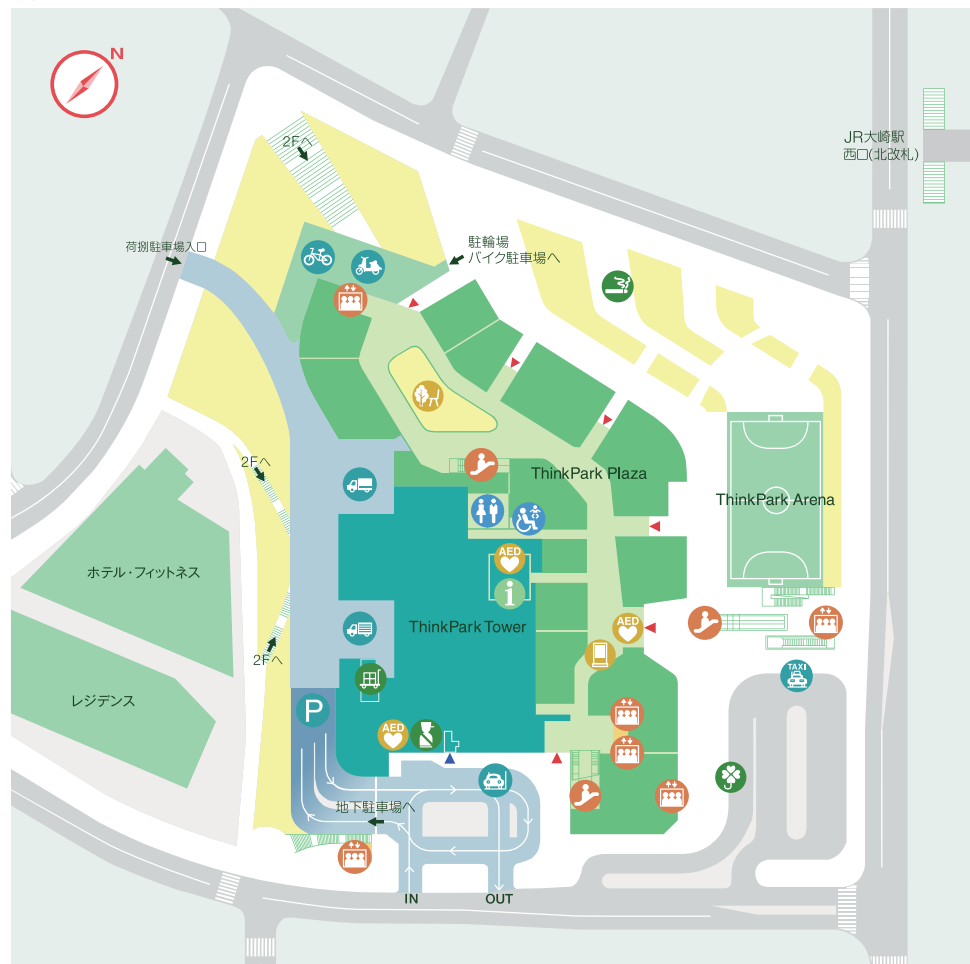 N
2Fへ
JR大崎駅
西口(北改札)
荷捌駐車場入口
駐輪場
バイク駐車場へ
2Fへ
ThinkPark Plaza
ThinkPark Arena
AED
i
ホテル・フィットネス
ThinkPark Tower
AED
2Fへ
TAXI
レジデンス
P
AED
地下駐車場へ
IN
OUT